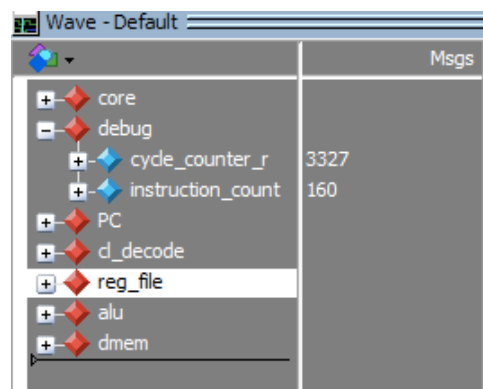 Wave - Default
Msgs
core
debug
cycle_counter_r 3327
instruction_count 160
PC
cl_decode
reg_file
alu
dmem